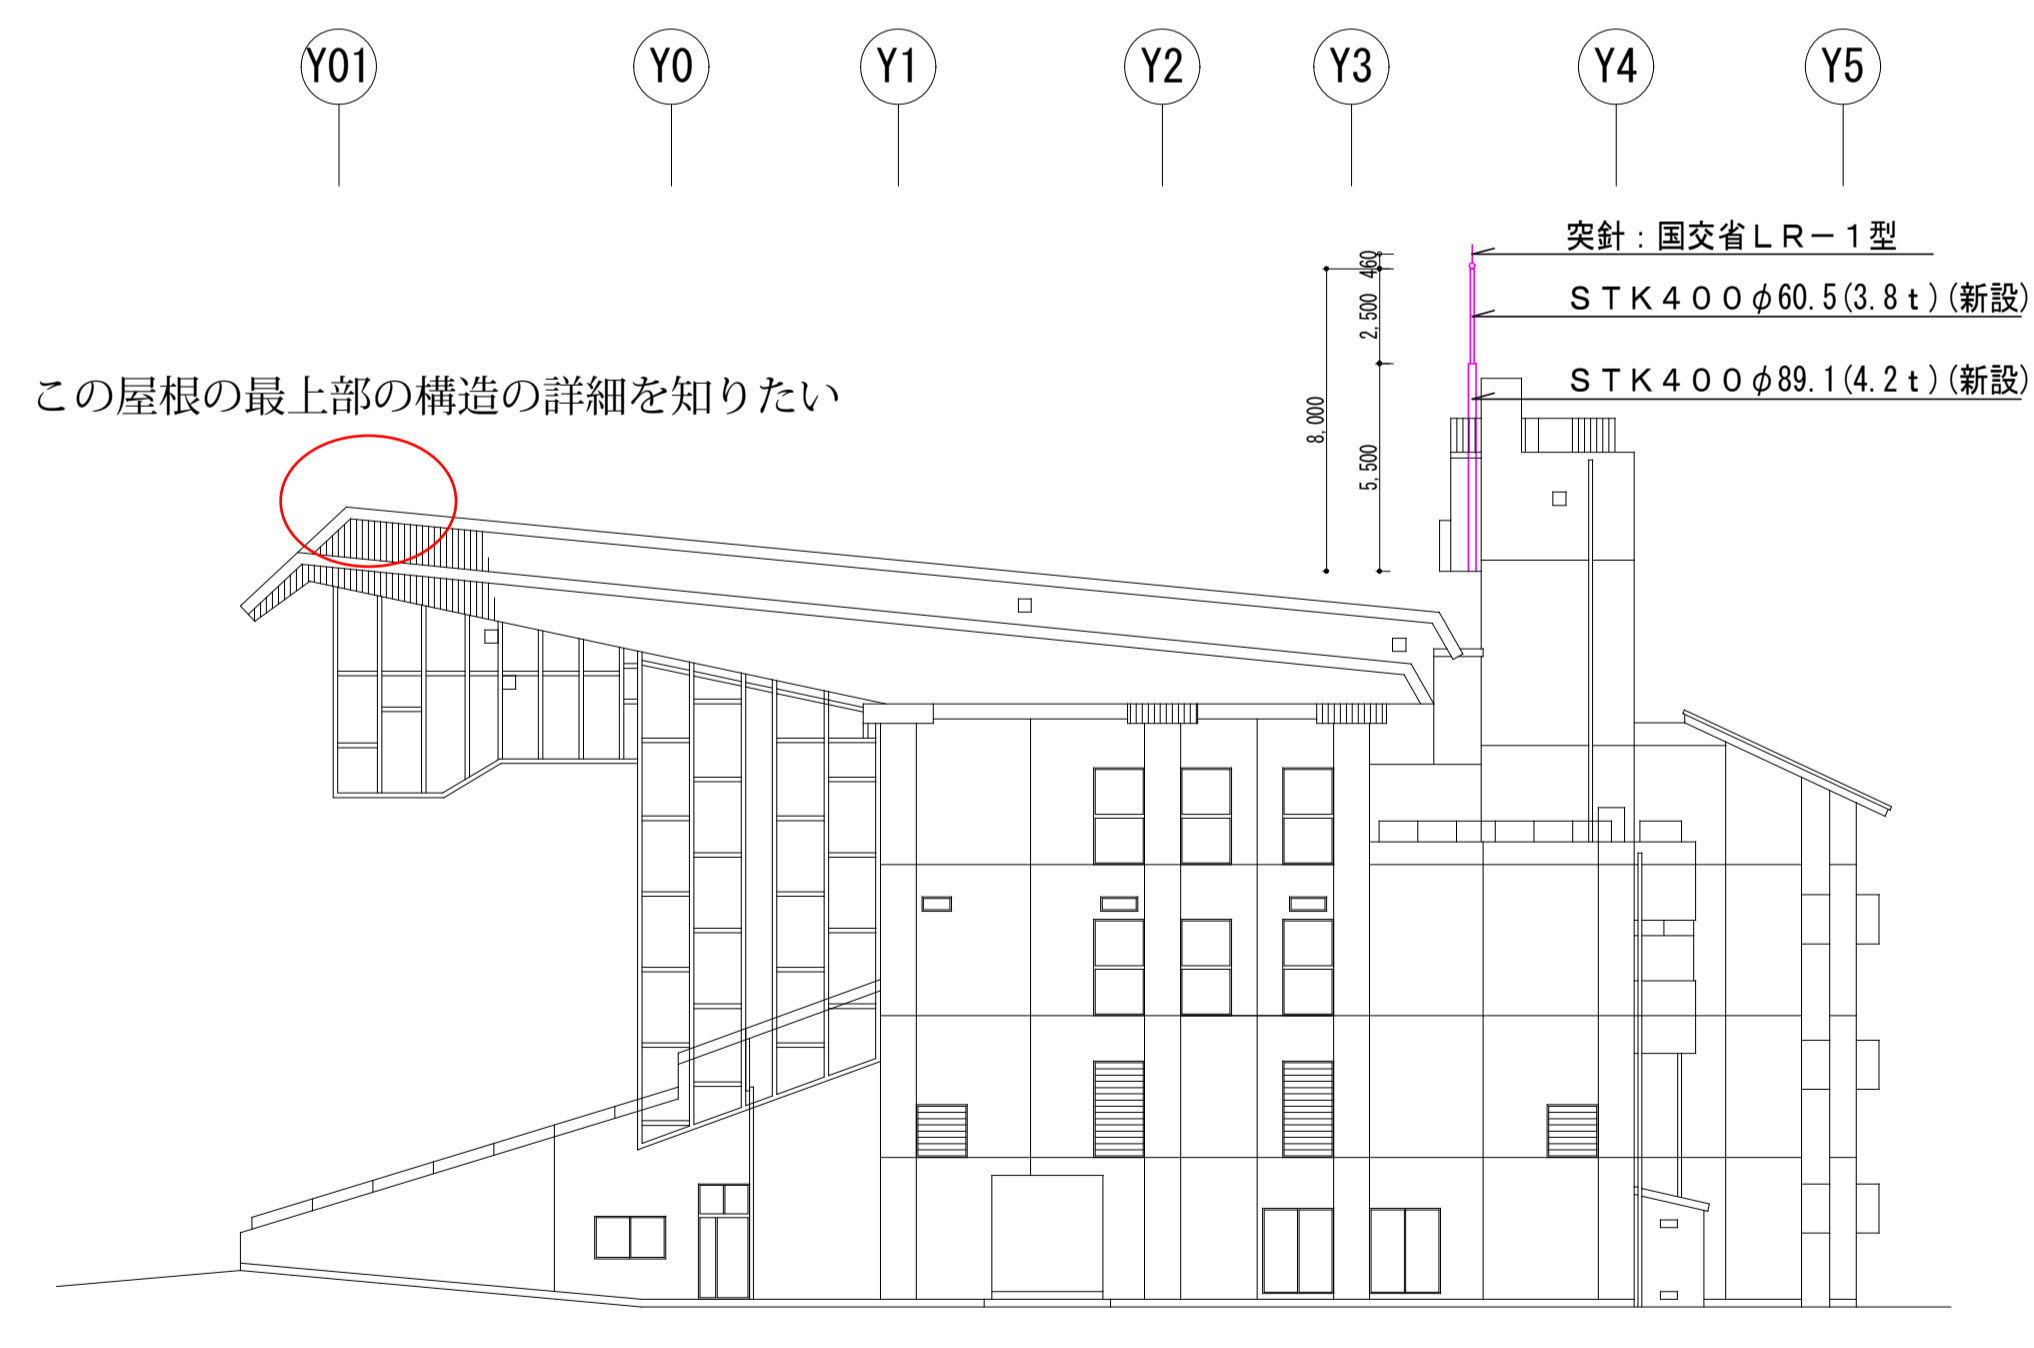 Y01 Y0 Y1 Y2 Y3 Y4 Y5
突針：国交省ＬＲ－１型
ＳＴＫ４００φ60.5(3.8ｔ)(新設)
ＳＴＫ４００φ89.1(4.2ｔ)(新設)
460
2,500
8,000
5,500
この屋根の最上部の構造の詳細を知りたい